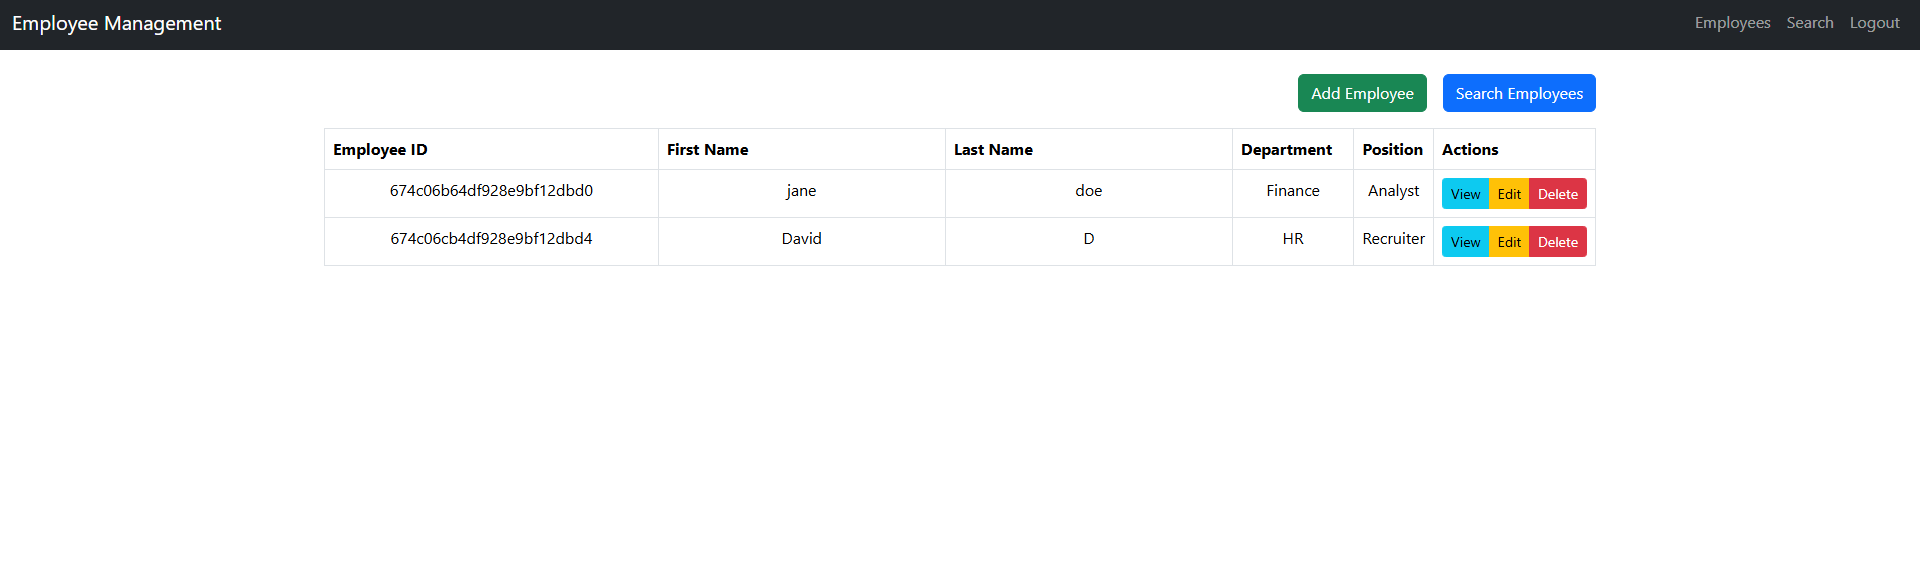 Employee Management Employees Search Logout
Add Employee Search Employees
Employee ID First Name Last Name Department Position Actions
674c06b64df928e9bf12dbd0 jane doe Finance Analyst View Edit Delete
674c06cb4df928e9bf12dbd4 David D HR Recruiter View Edit Delete